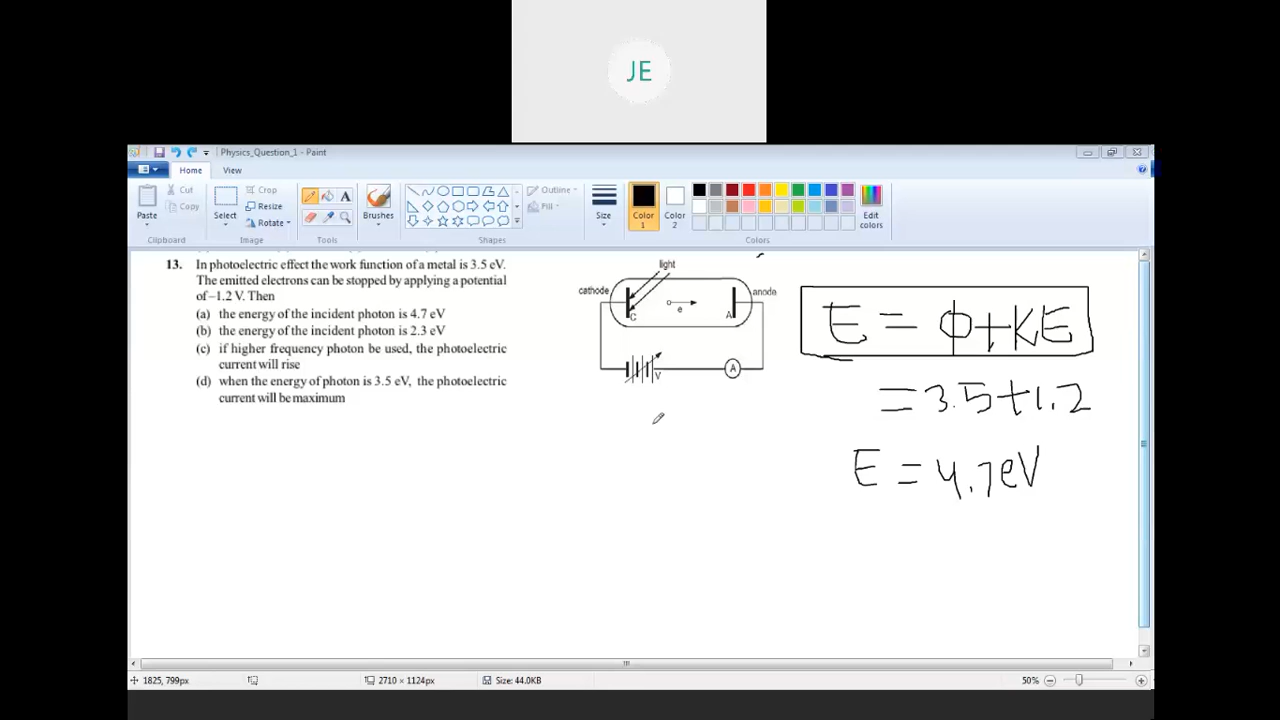 JE
Physics_Question_1 - Paint
Home View
Paste
Cut
Copy
Clipboard
Select
Crop
Resize
Rotate
Image
A
Tools
Brushes
Shapes
Outline
Fill
Size
Color 1
Color 2
Edit colors
Colors
13. In photoelectric effect the work function of a metal is 3.5 eV.
The emitted electrons can be stopped by applying a potential
of –1.2 V. Then
(a) the energy of the incident photon is 4.7 eV
(b) the energy of the incident photon is 2.3 eV
(c) if higher frequency photon be used, the photoelectric
current will rise
(d) when the energy of photon is 3.5 eV, the photoelectric
current will be maximum
light
cathode
anode
C
e
A
V
A
E = φ + KE
= 3.5 + 1.2
E = 4.7 eV
1825, 799px
2710 × 1124px
Size: 44.0KB
50%